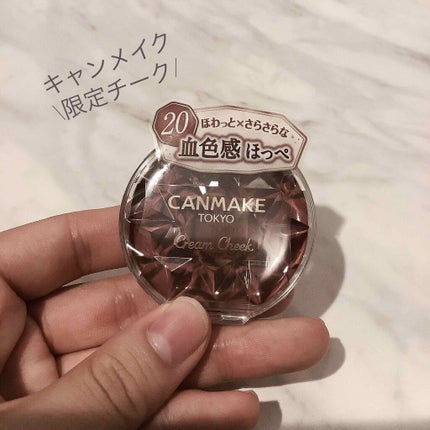 キャンメイク
\限定チーク/
20
ほわっと×さらさらな
血色感 ほっぺ
CANMAKE
TOKYO
Cream Cheek